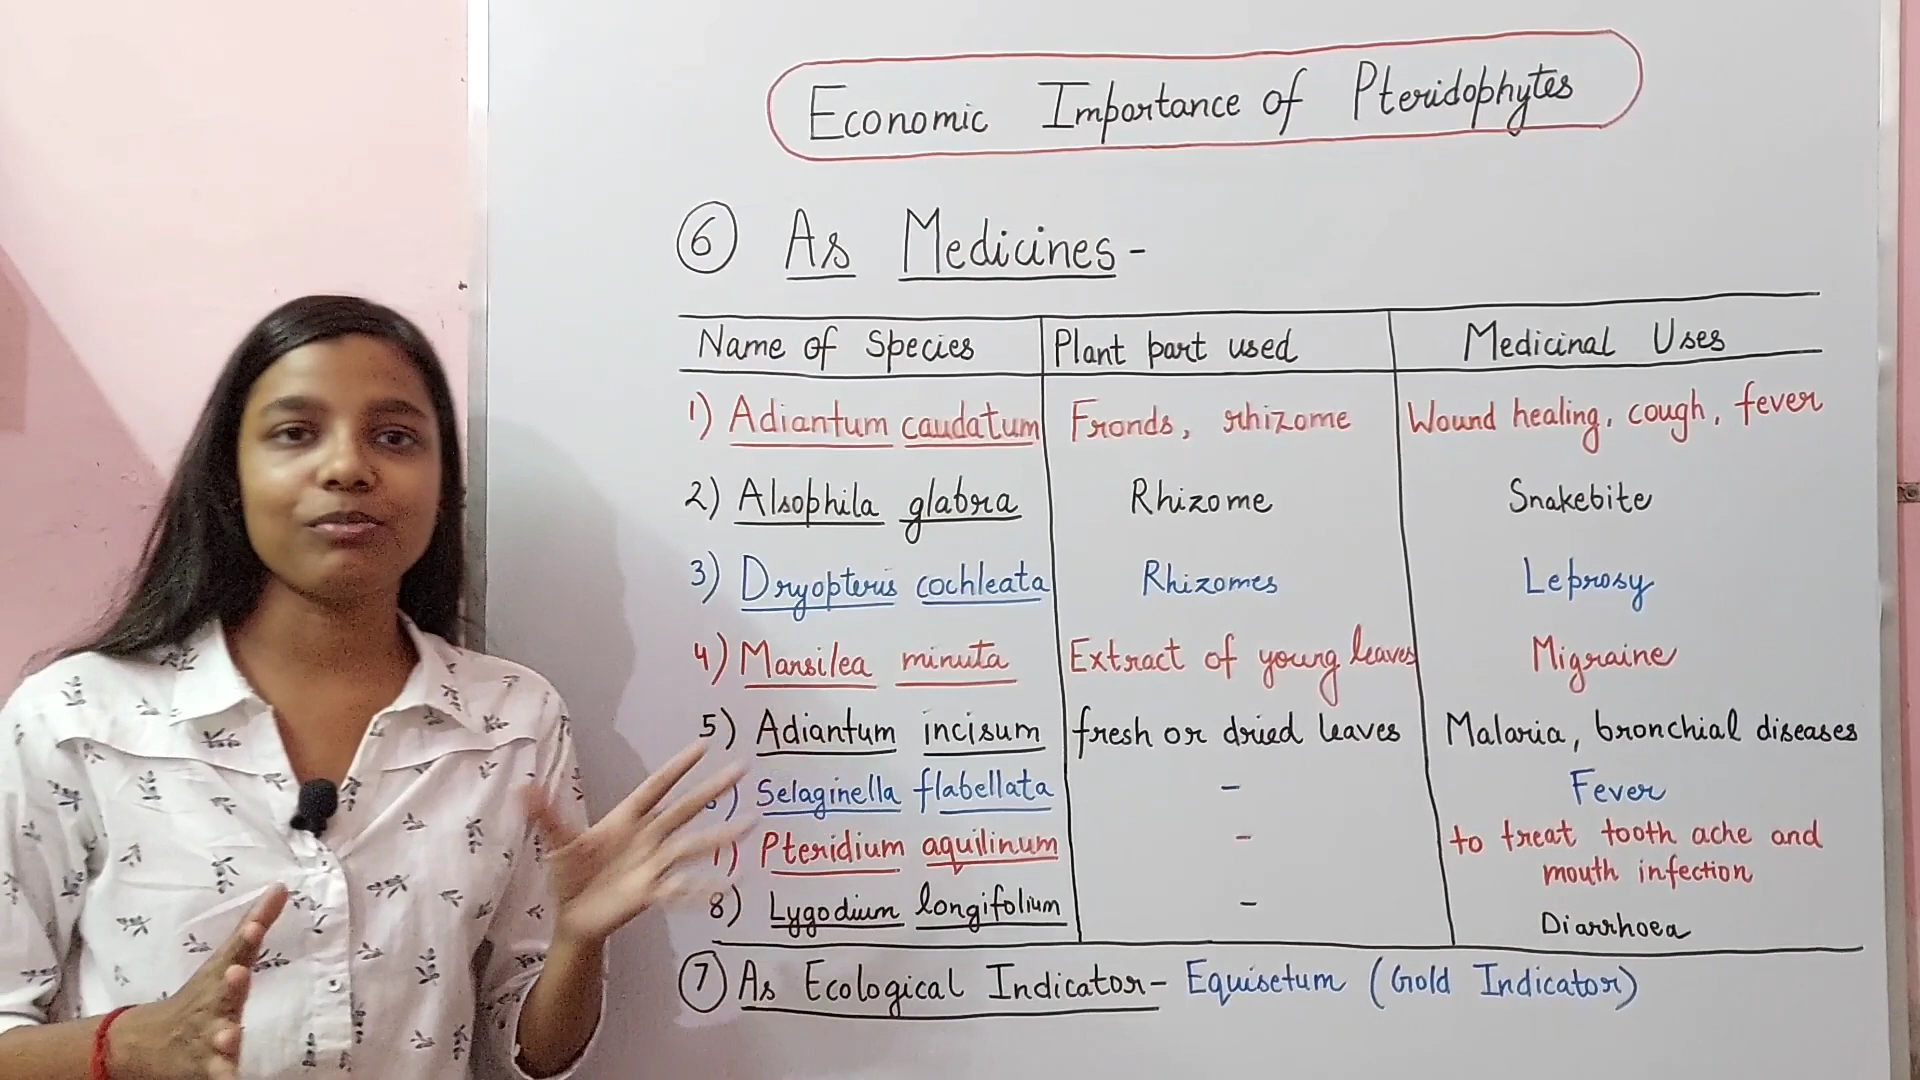 Economic Importance of Pteridophytes
6 As Medicines-
Name of Species Plant part used Medicinal Uses
1) Adiantum caudatum Fronds, rhizome Wound healing, cough, fever
2) Alsophila glabra Rhizome Snakebite
3) Dryopteris cochleata Rhizomes Leprosy
4) Marsilea minuta Extract of young leaves Migraine
5) Adiantum incisum fresh or dried leaves Malaria, bronchial diseases
) Selaginella flabellata - Fever
) Pteridium aquilinum - to treat tooth ache and
mouth infection
8) Lygodium longifolium - Diarrhoea
7 As Ecological Indicator- Equisetum (Gold Indicator)